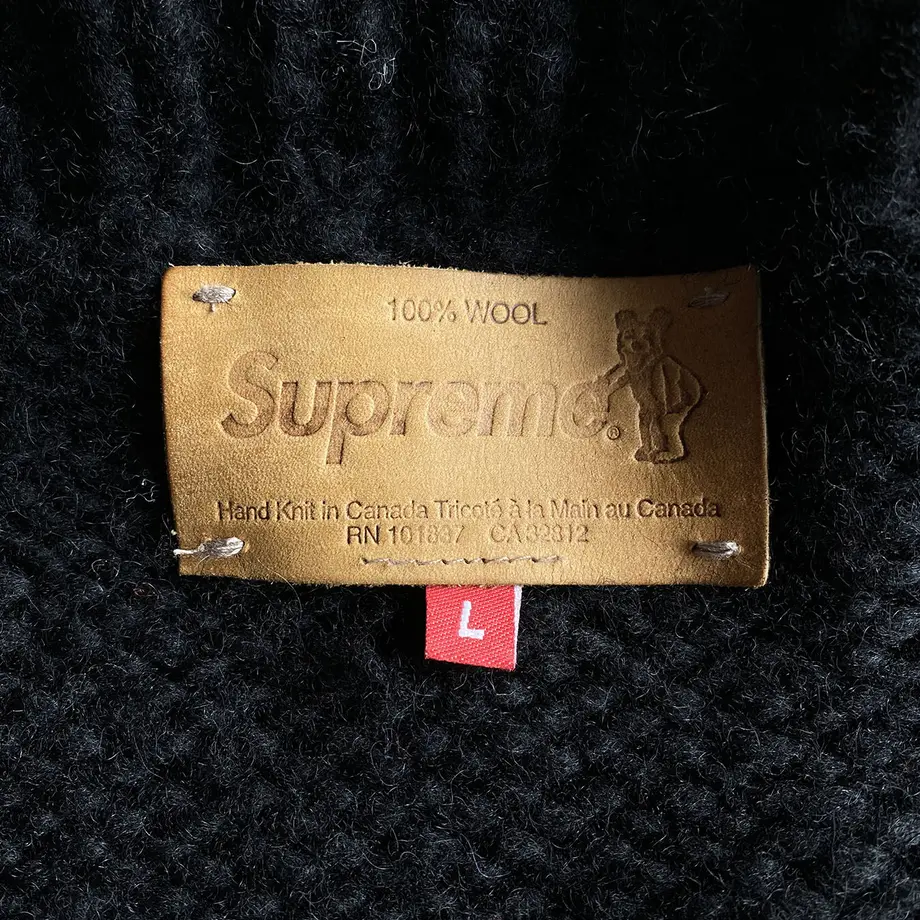 100% WOOL
Supreme®
Hand Knit in Canada Tricoté à la Main au Canada
RN 101837 CA 32312
L